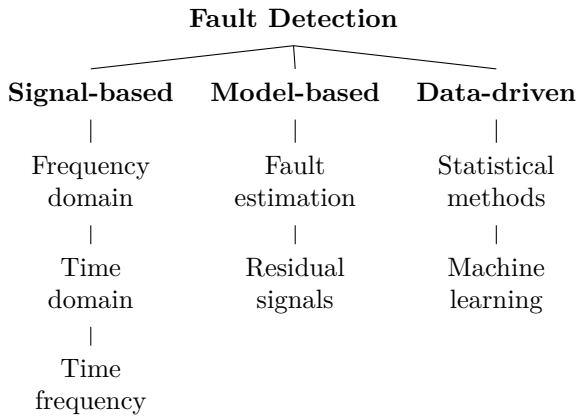 Fault Detection
Signal-based Model-based Data-driven
Frequency domain
Fault estimation
Statistical methods
Time domain
Residual signals
Machine learning
Time frequency